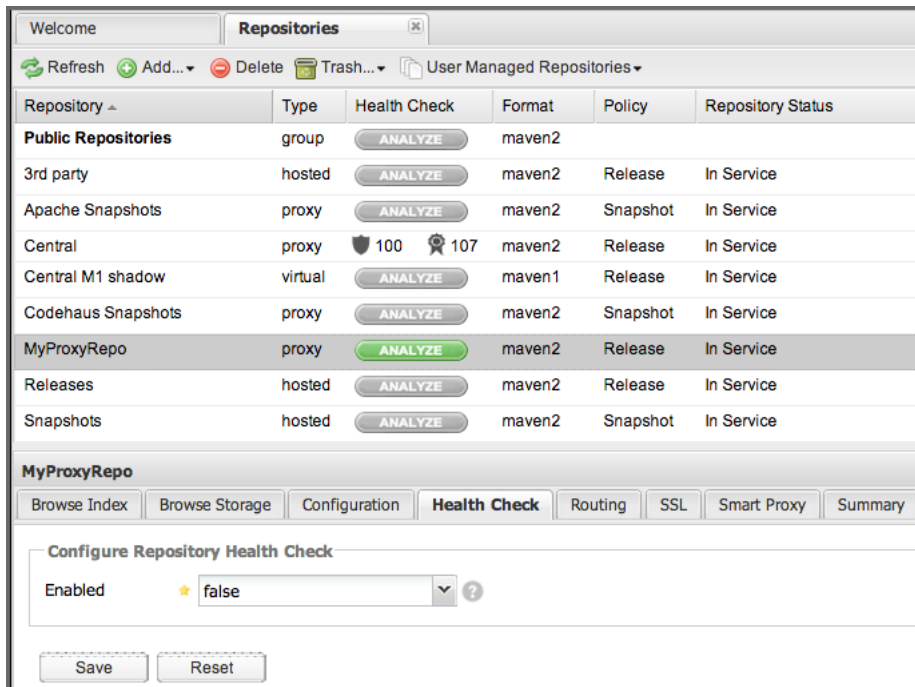 Welcome Repositories
Refresh Add... Delete Trash... User Managed Repositories
Repository Type Health Check Format Policy Repository Status
Public Repositories group ANALYZE maven2
3rd party hosted ANALYZE maven2 Release In Service
Apache Snapshots proxy ANALYZE maven2 Snapshot In Service
Central proxy 100 107 maven2 Release In Service
Central M1 shadow virtual ANALYZE maven1 Release In Service
Codehaus Snapshots proxy ANALYZE maven2 Snapshot In Service
MyProxyRepo proxy ANALYZE maven2 Release In Service
Releases hosted ANALYZE maven2 Release In Service
Snapshots hosted ANALYZE maven2 Snapshot In Service
MyProxyRepo
Browse Index Browse Storage Configuration Health Check Routing SSL Smart Proxy Summary
Configure Repository Health Check
Enabled false ?
Save Reset